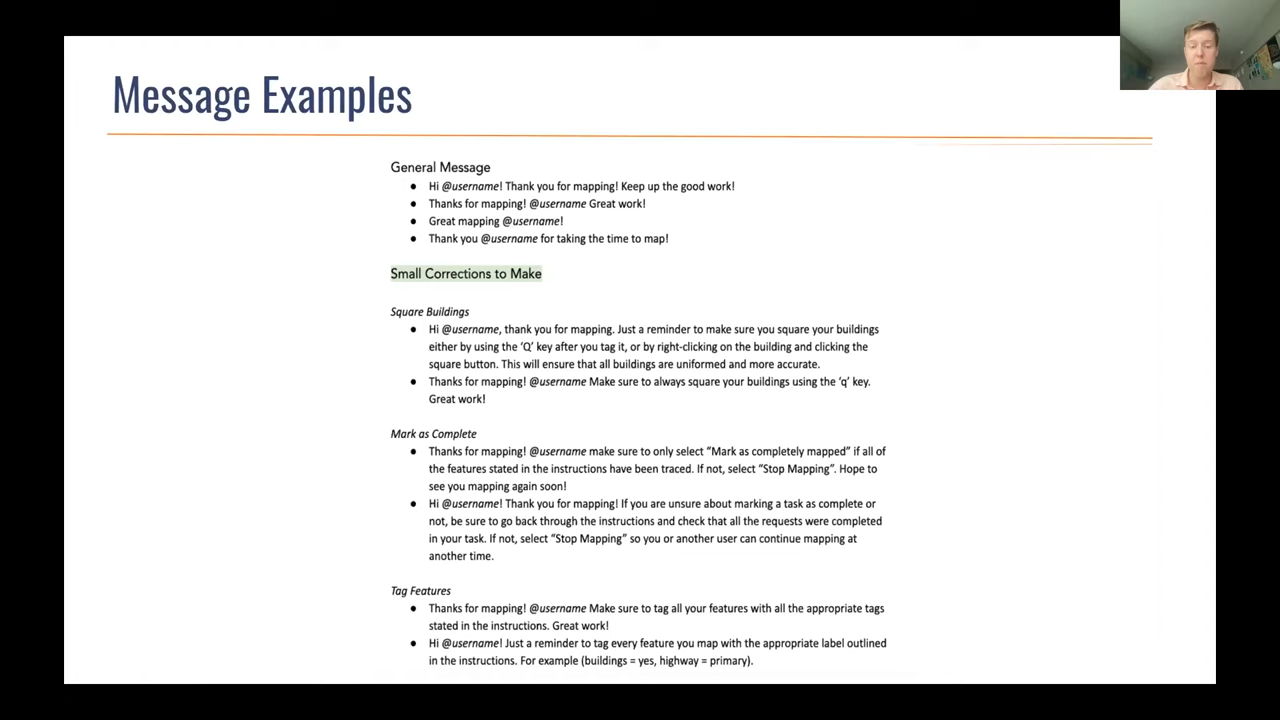 Message Examples
General Message
● Hi @username! Thank you for mapping! Keep up the good work!
● Thanks for mapping! @username Great work!
● Great mapping @username!
● Thank you @username for taking the time to map!
Small Corrections to Make
Square Buildings
● Hi @username, thank you for mapping. Just a reminder to make sure you square your buildings
either by using the ‘Q’ key after you tag it, or by right-clicking on the building and clicking the
square button. This will ensure that all buildings are uniformed and more accurate.
● Thanks for mapping! @username Make sure to always square your buildings using the ‘q’ key.
Great work!
Mark as Complete
● Thanks for mapping! @username make sure to only select “Mark as completely mapped” if all of
the features stated in the instructions have been traced. If not, select “Stop Mapping”. Hope to
see you mapping again soon!
● Hi @username! Thank you for mapping! If you are unsure about marking a task as complete or
not, be sure to go back through the instructions and check that all the requests were completed
in your task. If not, select “Stop Mapping” so you or another user can continue mapping at
another time.
Tag Features
● Thanks for mapping! @username Make sure to tag all your features with all the appropriate tags
stated in the instructions. Great work!
● Hi @username! Just a reminder to tag every feature you map with the appropriate label outlined
in the instructions. For example (buildings = yes, highway = primary).